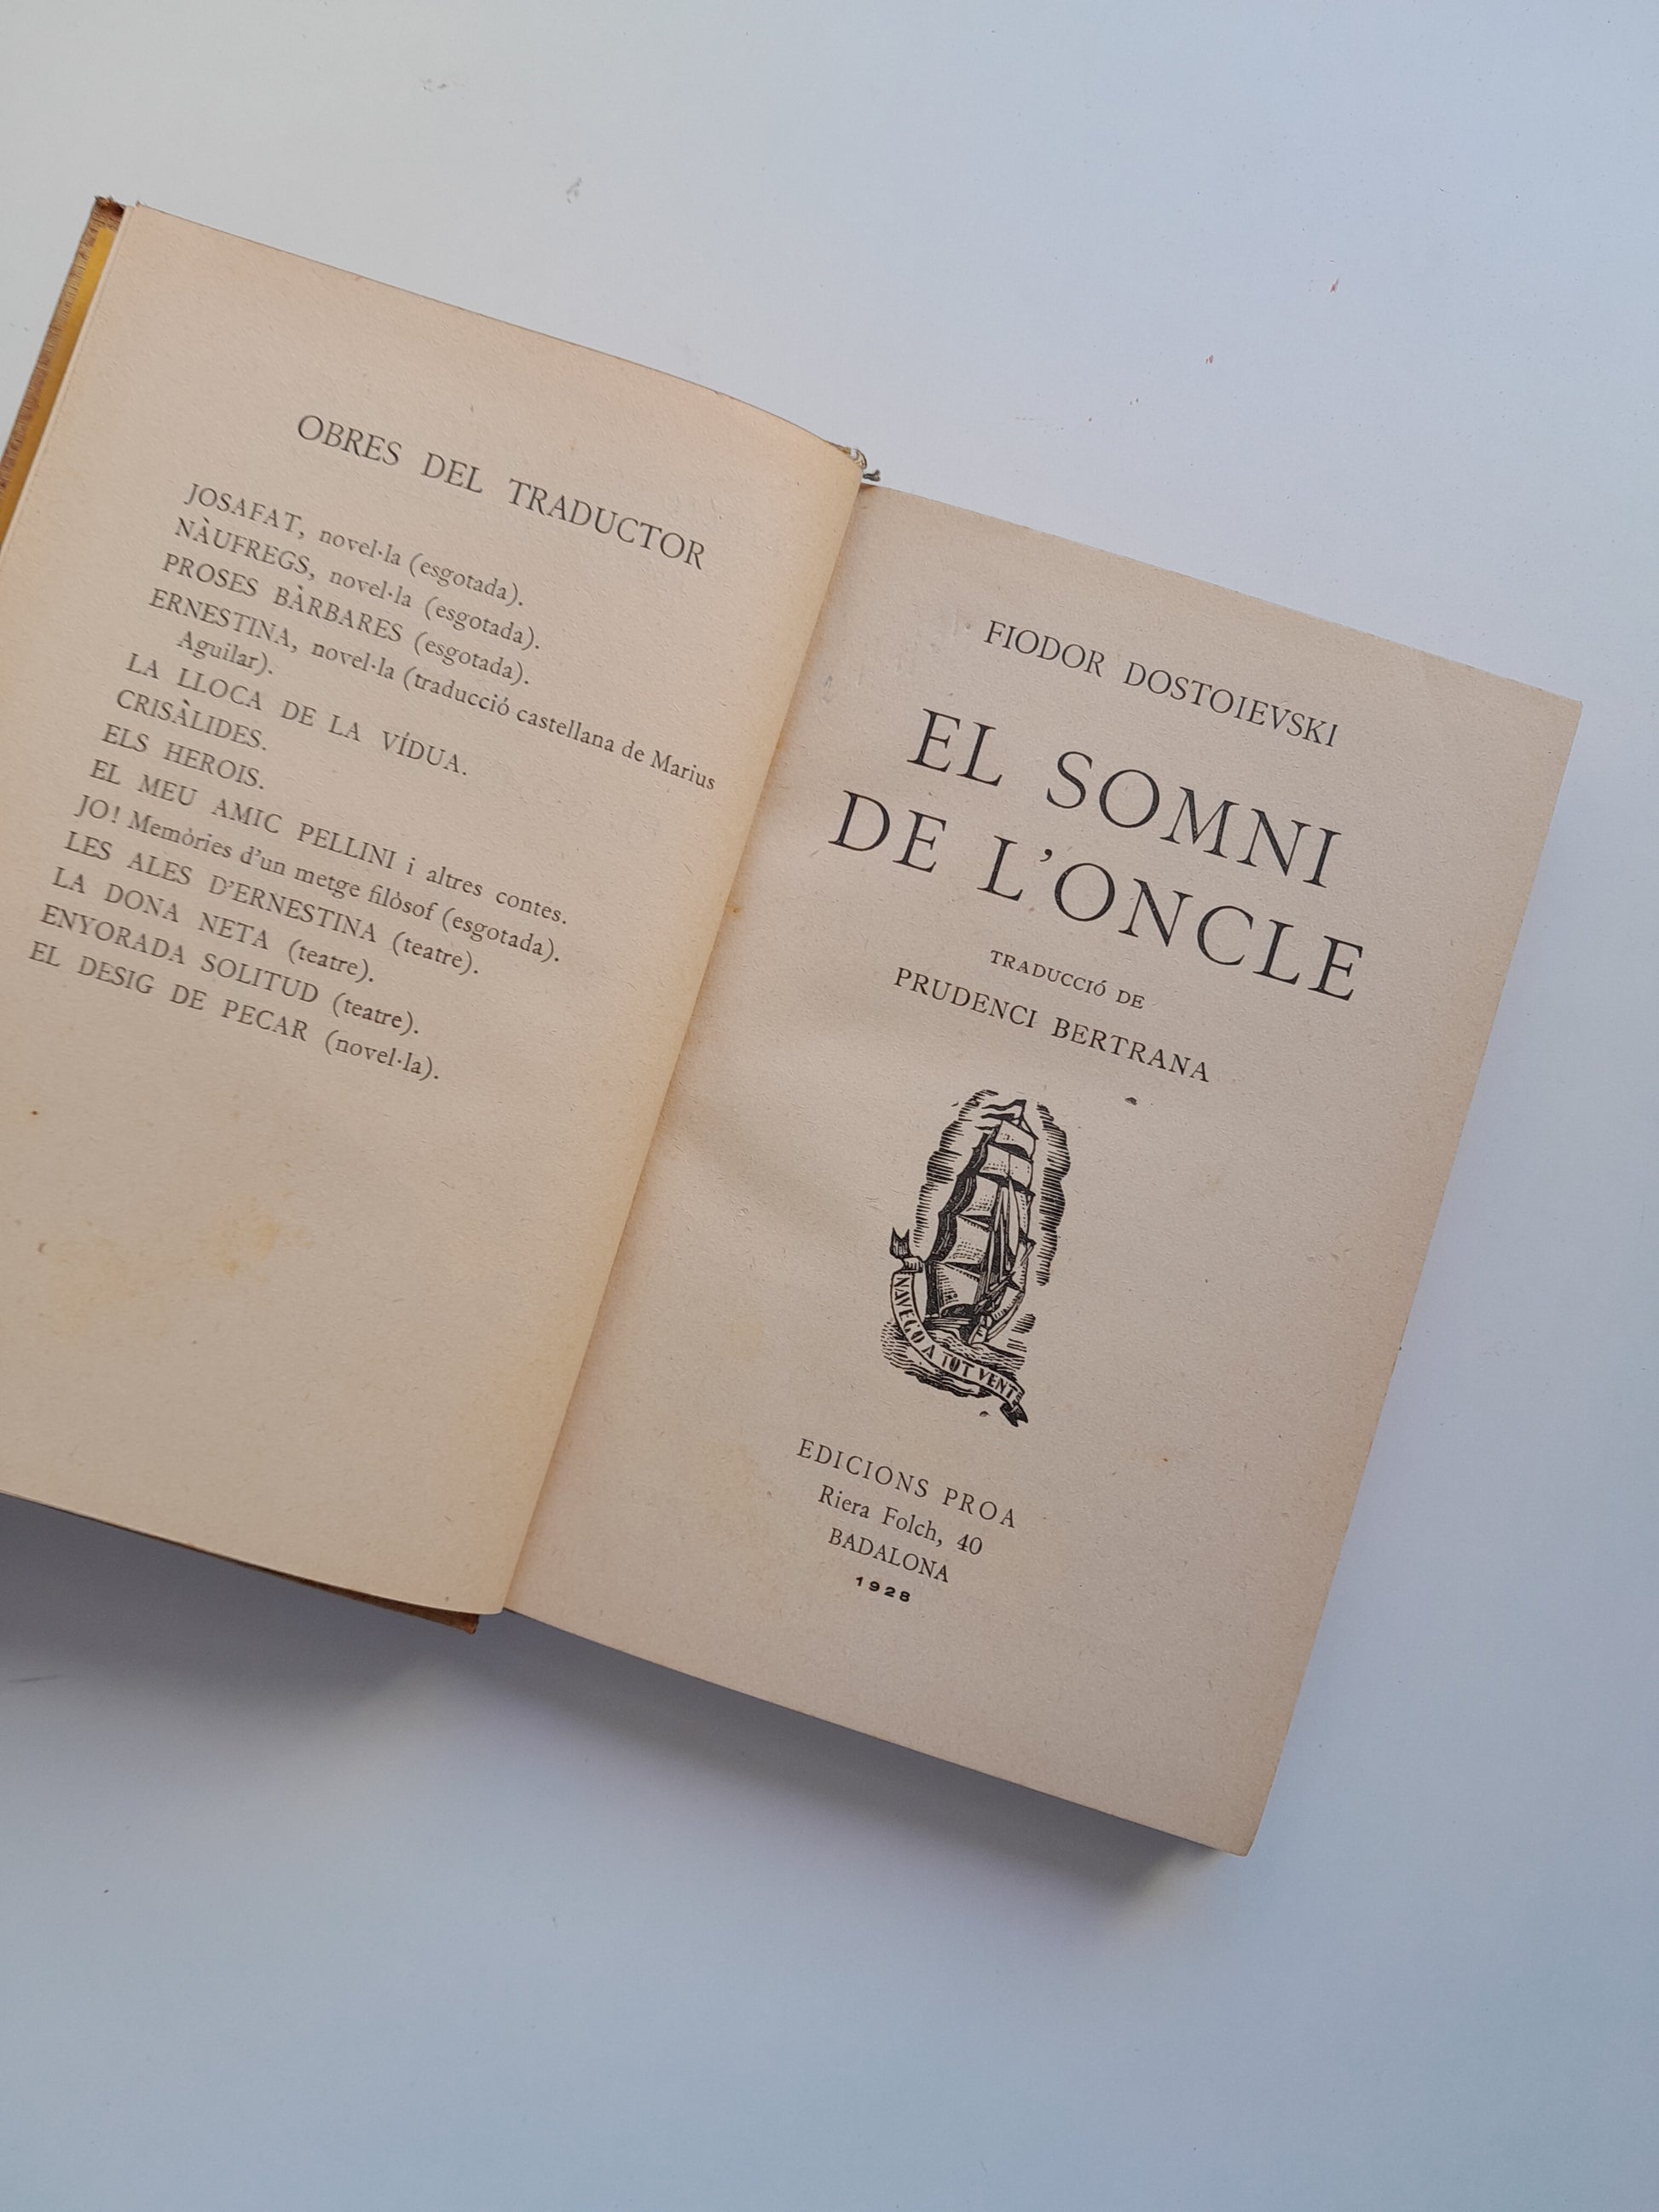 OBRES DEL TRADUCTOR
JOSAFAT, novel·la (esgotada).
NÀUFREGS, novel·la (esgotada).
PROSES BÀRBARES (esgotada).
ERNESTINA, novel·la (traducció castellana de Marius
Aguilar).
LA LLOCA DE LA VÍDUA.
CRISÀLIDES.
ELS HEROIS.
EL MEU AMIC PELLINI i altres contes.
JO! Memòries d'un metge filòsof (esgotada).
LES ALES D'ERNESTINA (teatre).
LA DONA NETA (teatre).
ENYORADA SOLITUD (teatre).
EL DESIG DE PECAR (novel·la).
FIODOR DOSTOIEVSKI
EL SOMNI
DE L'ONCLE
TRADUCCIÓ DE
PRUDENCI BERTRANA
NAVEGO A TOT VENT
EDICIONS PROA
Riera Folch, 40
BADALONA
1928